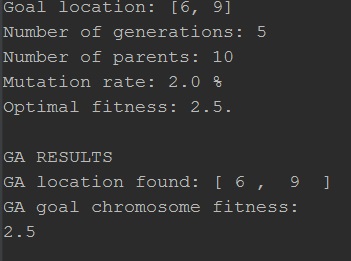 Goal location: [6, 9]
Number of generations: 5
Number of parents: 10
Mutation rate: 2.0 %
Optimal fitness: 2.5.
GA RESULTS
GA location found: [ 6 ,  9  ]
GA goal chromosome fitness:
2.5